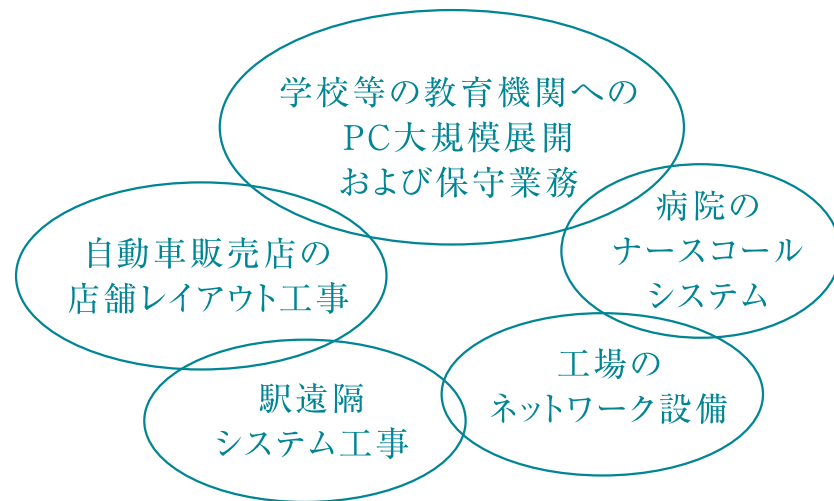 学校等の教育機関への
PC大規模展開
および保守業務
病院の
ナースコール
システム
自動車販売店の
店舗レイアウト工事
工場の
ネットワーク設備
駅遠隔
システム工事